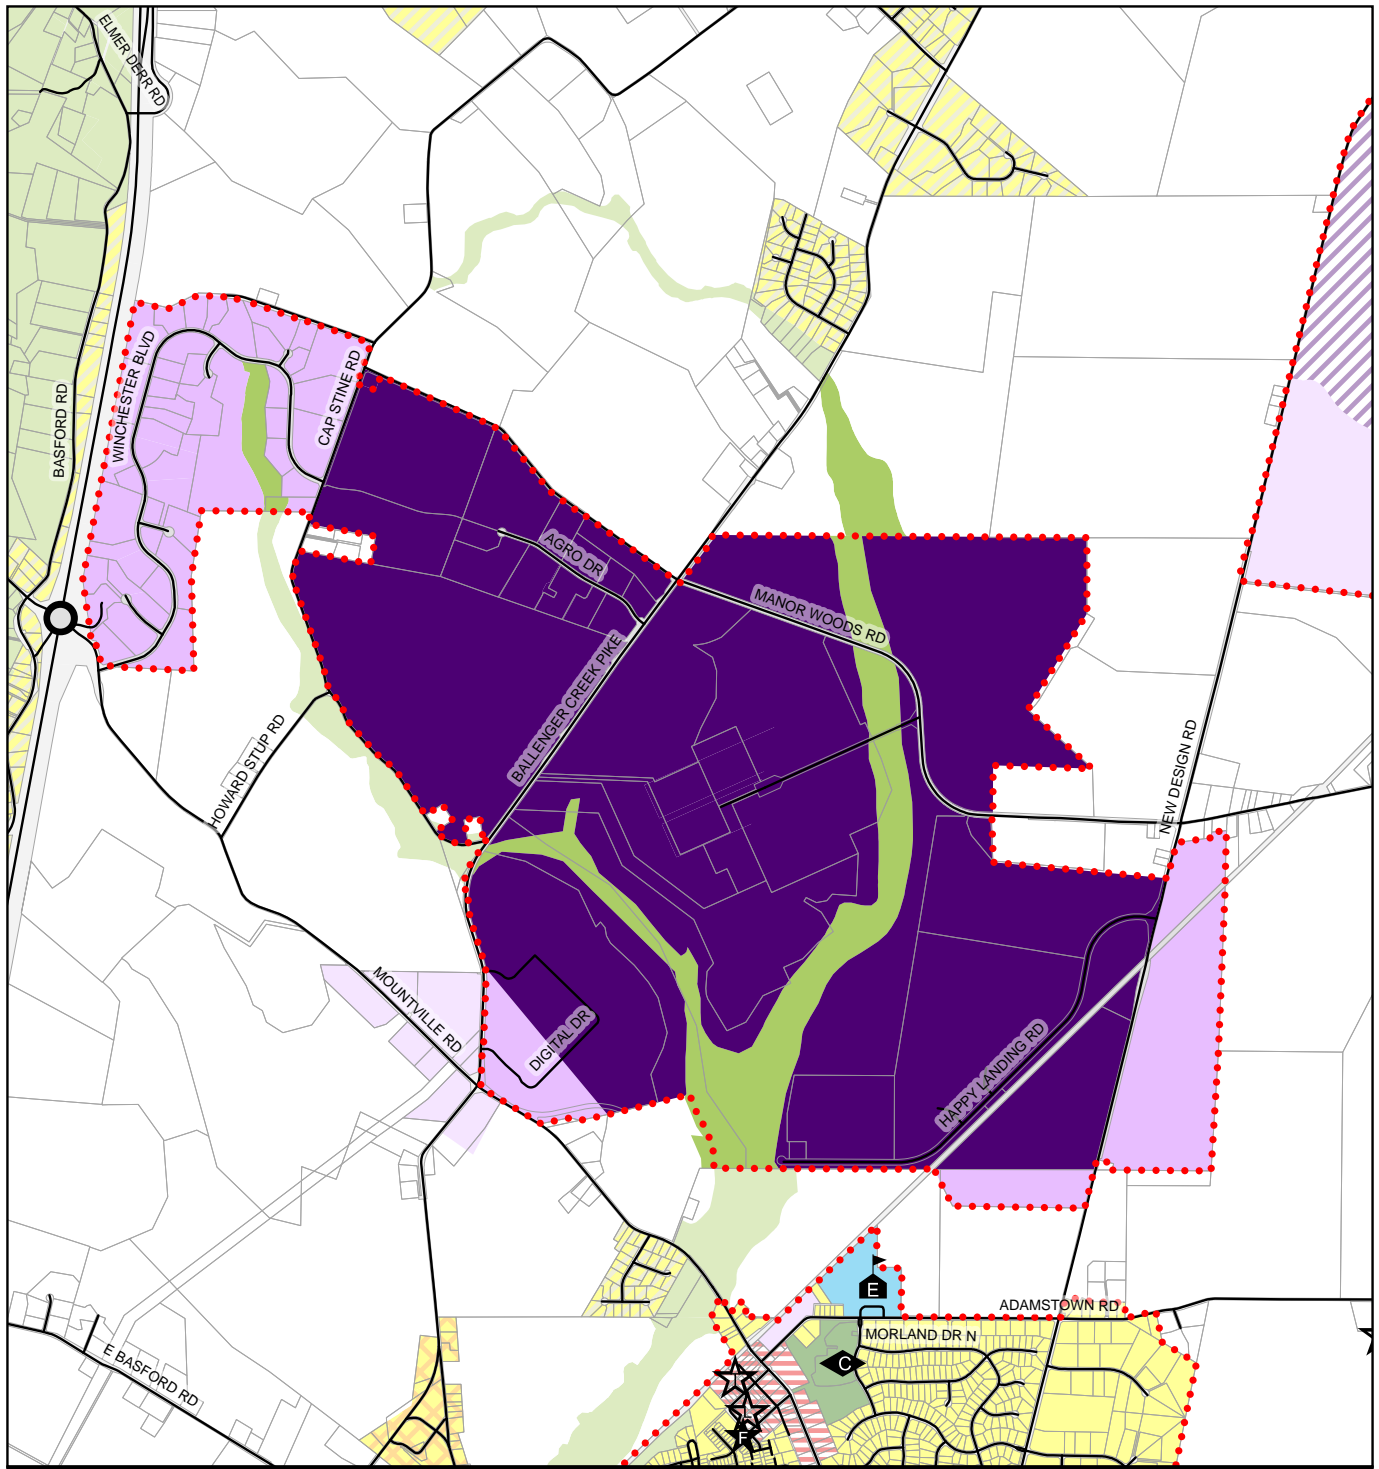 ELMER DERR RD
WINCHESTER BLVD
CAP STINE RD
BASFORD RD
AGRO DR
MANOR WOODS RD
BALLENGER CREEK PIKE
HOWARD STUP RD
NEW DESIGN RD
MOUNTVILLE RD
DIGITAL DR
HAPPY LANDING RD
E
ADAMSTOWN RD
MORLAND DR N
C
E BASFORD RD
F